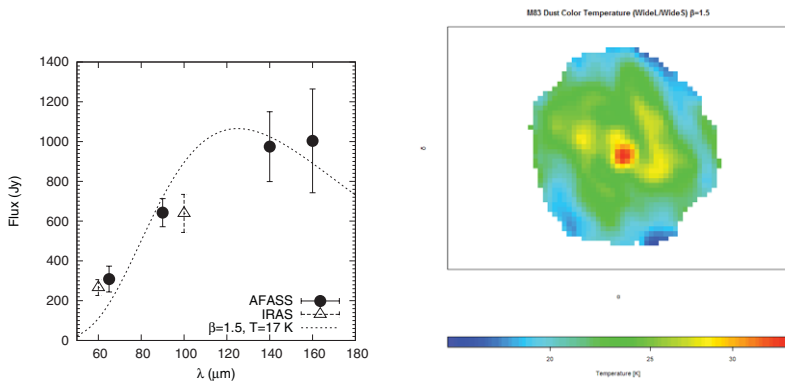 1400
1200
1000
800
600
400
200
0
Flux (Jy)
AFASS
IRAS
β=1.5, T=17 K
60 80 100 120 140 160 180
λ (μm)
M83 Dust Color Temperature (WideL/WideS) β=1.5
δ
α
20 25 30
Temperature [K]